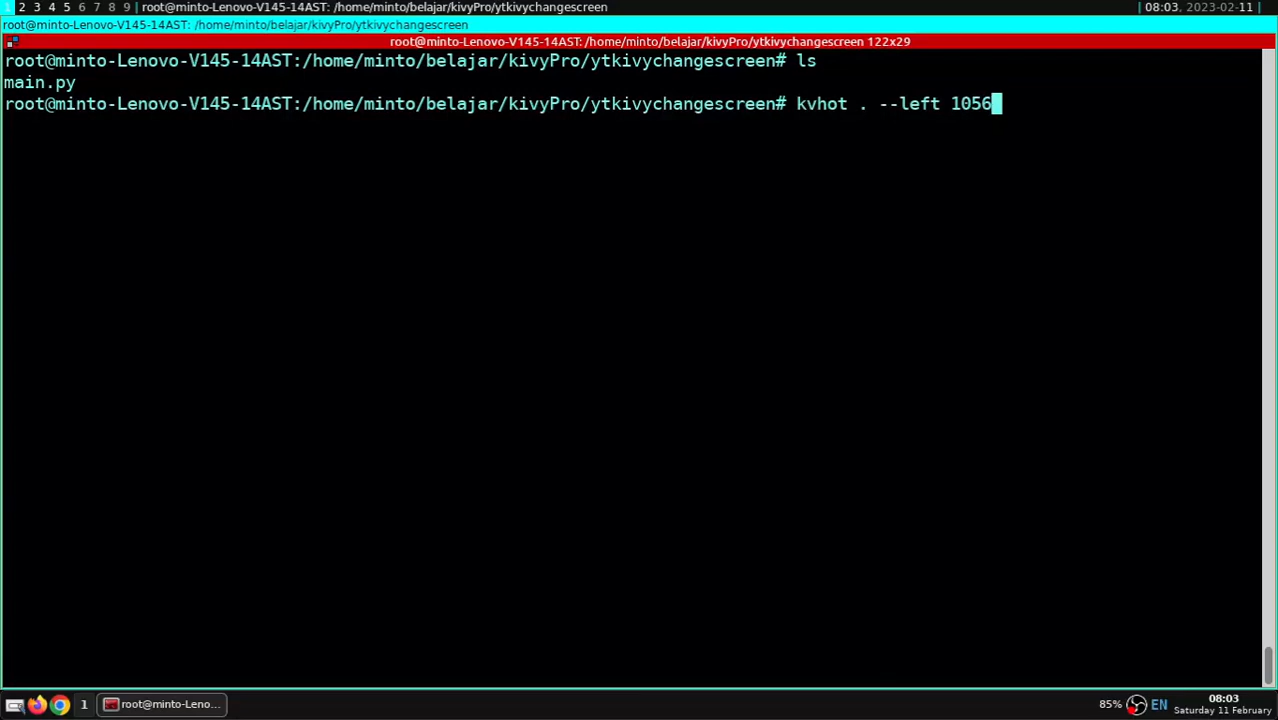 1 2 3 4 5 6 7 8 9 | root@minto-Lenovo-V145-14AST: /home/minto/belajar/kivyPro/ytkivychangescreen | 08:03, 2023-02-11 |
root@minto-Lenovo-V145-14AST: /home/minto/belajar/kivyPro/ytkivychangescreen
root@minto-Lenovo-V145-14AST: /home/minto/belajar/kivyPro/ytkivychangescreen 122x29
root@minto-Lenovo-V145-14AST:/home/minto/belajar/kivyPro/ytkivychangescreen# ls
main.py
root@minto-Lenovo-V145-14AST:/home/minto/belajar/kivyPro/ytkivychangescreen# kvhot . --left 1056
1 root@minto-Leno... 85% EN 08:03
Saturday 11 February